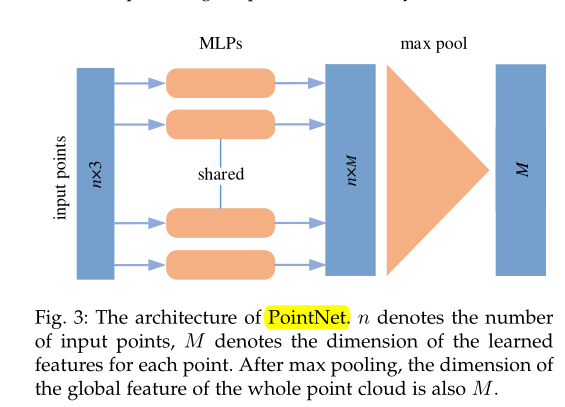 MLPs
max pool
input points
n×3
shared
n×M
M
Fig. 3: The architecture of PointNet. n denotes the number
of input points, M denotes the dimension of the learned
features for each point. After max pooling, the dimension of
the global feature of the whole point cloud is also M.